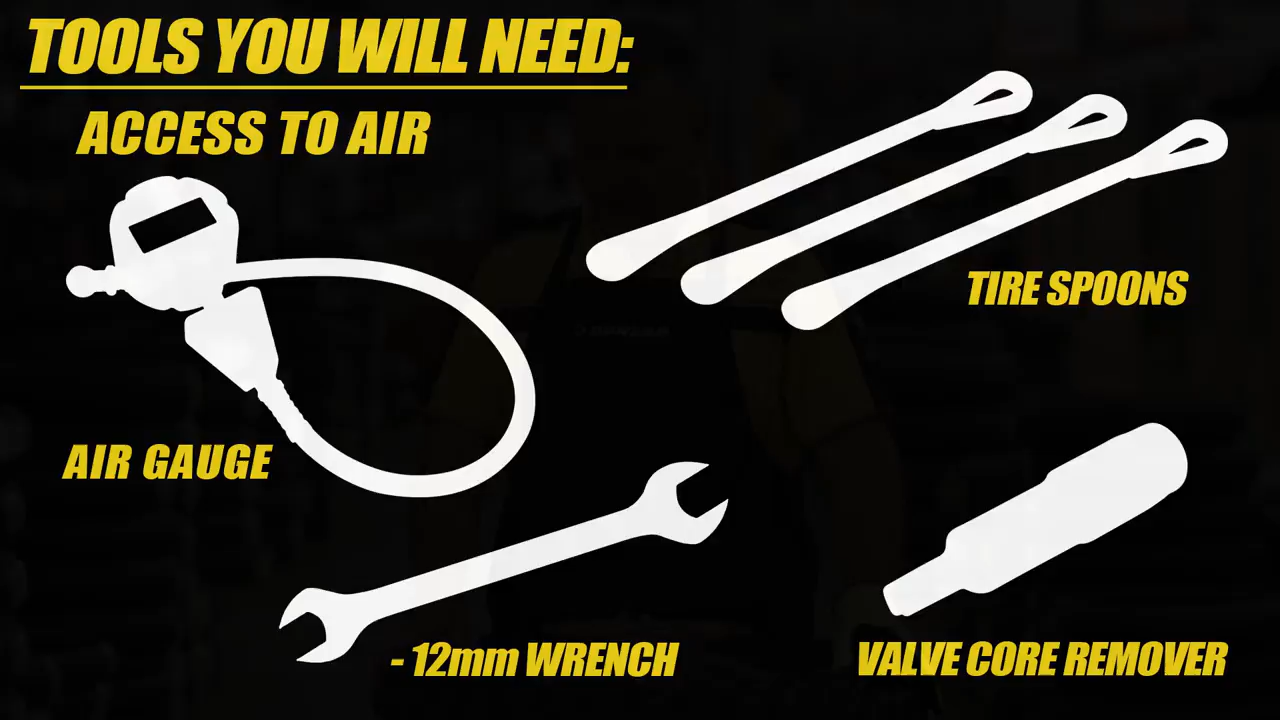 TOOLS YOU WILL NEED:
ACCESS TO AIR
TIRE SPOONS
AIR GAUGE
- 12mm WRENCH
VALVE CORE REMOVER